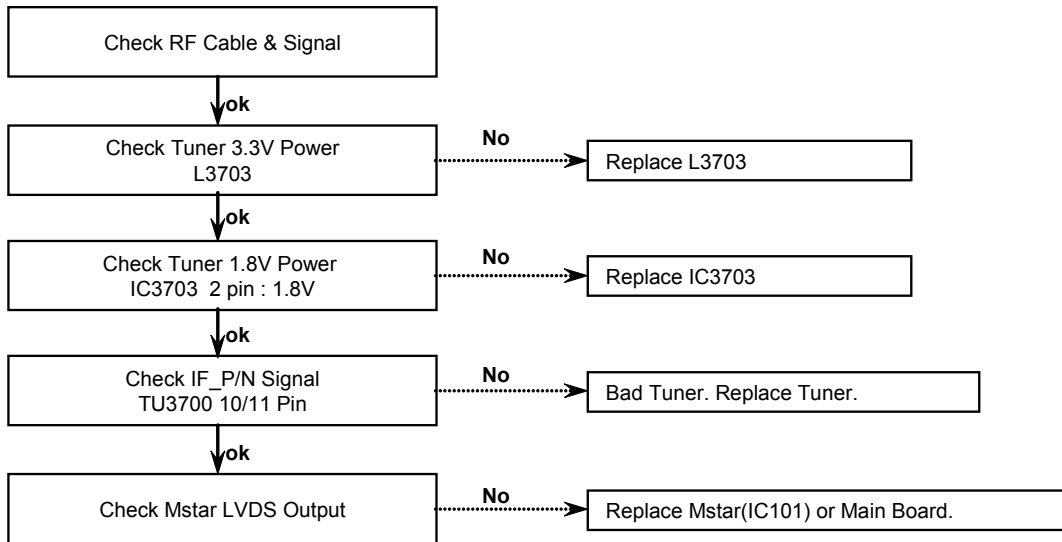 Check RF Cable & Signal
ok
Check Tuner 3.3V Power
L3703
No
Replace L3703
ok
Check Tuner 1.8V Power
IC3703  2 pin : 1.8V
No
Replace IC3703
ok
Check IF_P/N Signal
TU3700 10/11 Pin
No
Bad Tuner. Replace Tuner.
ok
Check Mstar LVDS Output
No
Replace Mstar(IC101) or Main Board.